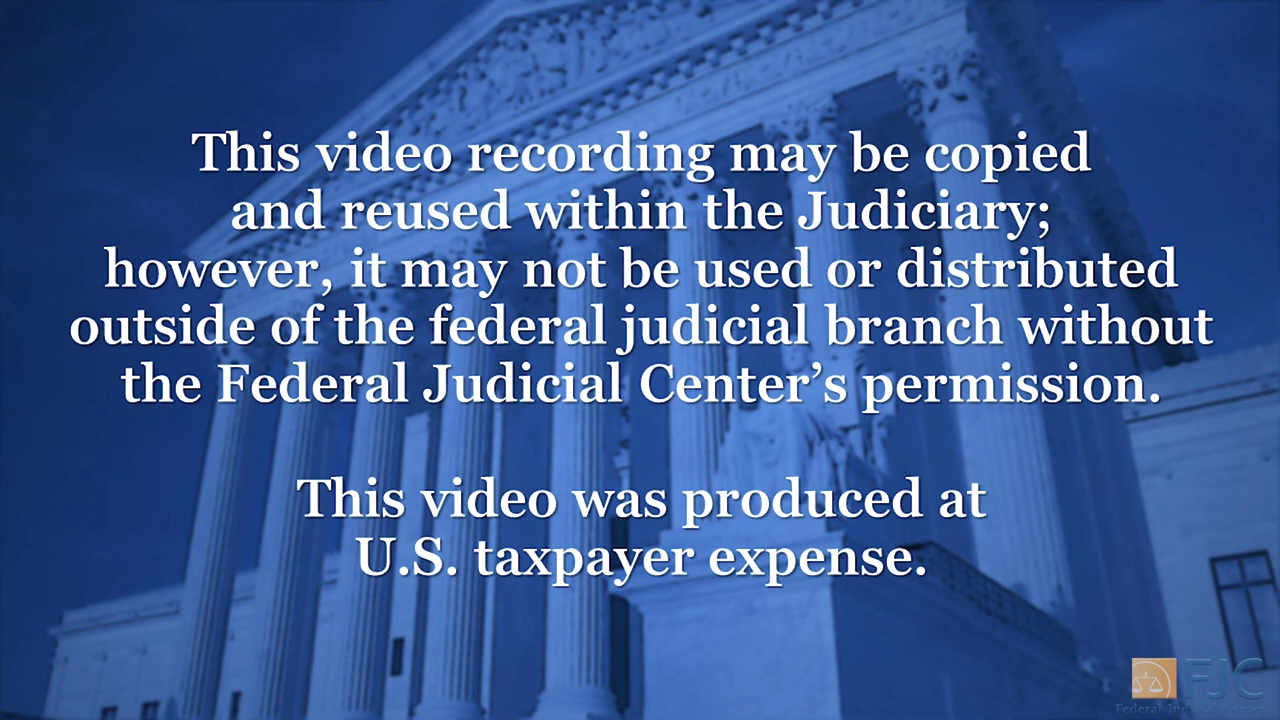 This video recording may be copied
and reused within the Judiciary;
however, it may not be used or distributed
outside of the federal judicial branch without
the Federal Judicial Center’s permission.
This video was produced at
U.S. taxpayer expense.
FJC
Federal Judicial Center